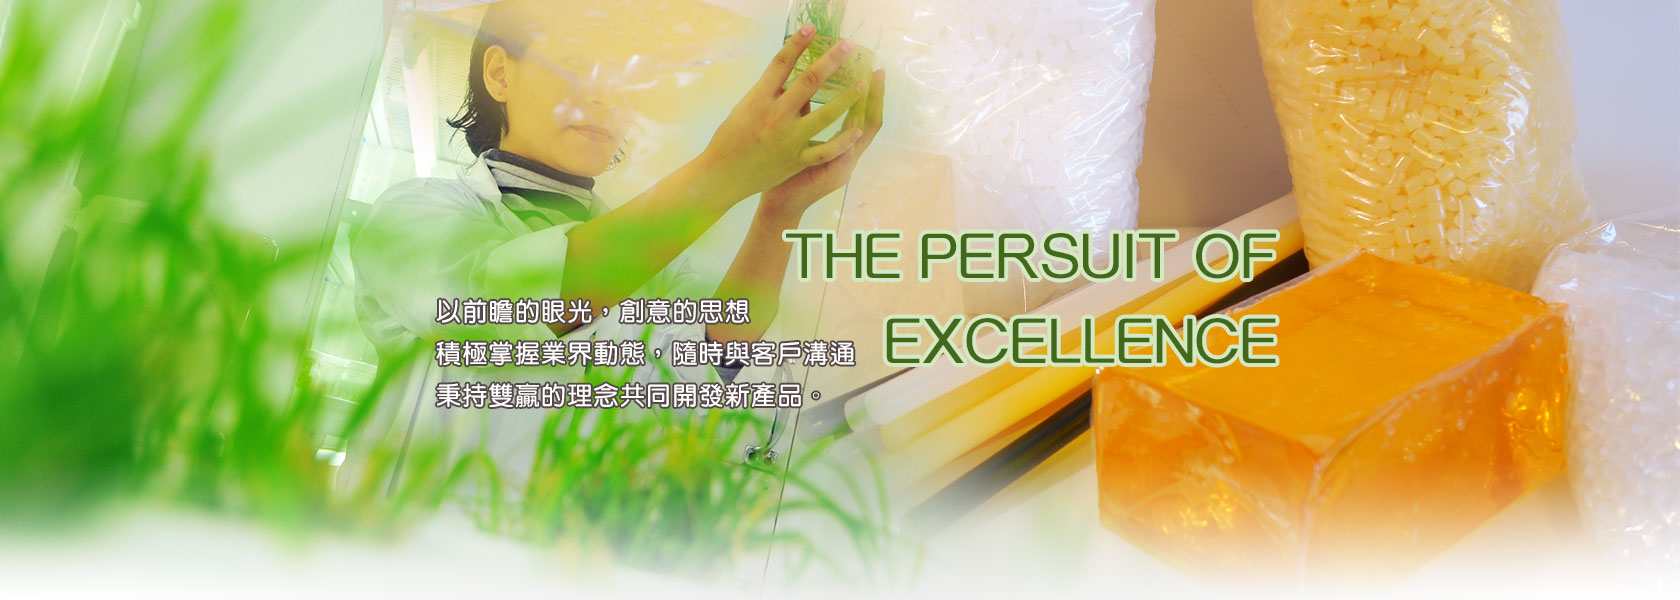 THE PERSUIT OF
EXCELLENCE
以前瞻的眼光，創意的思想
積極掌握業界動態，隨時與客戶溝通
秉持雙贏的理念共同開發新產品。